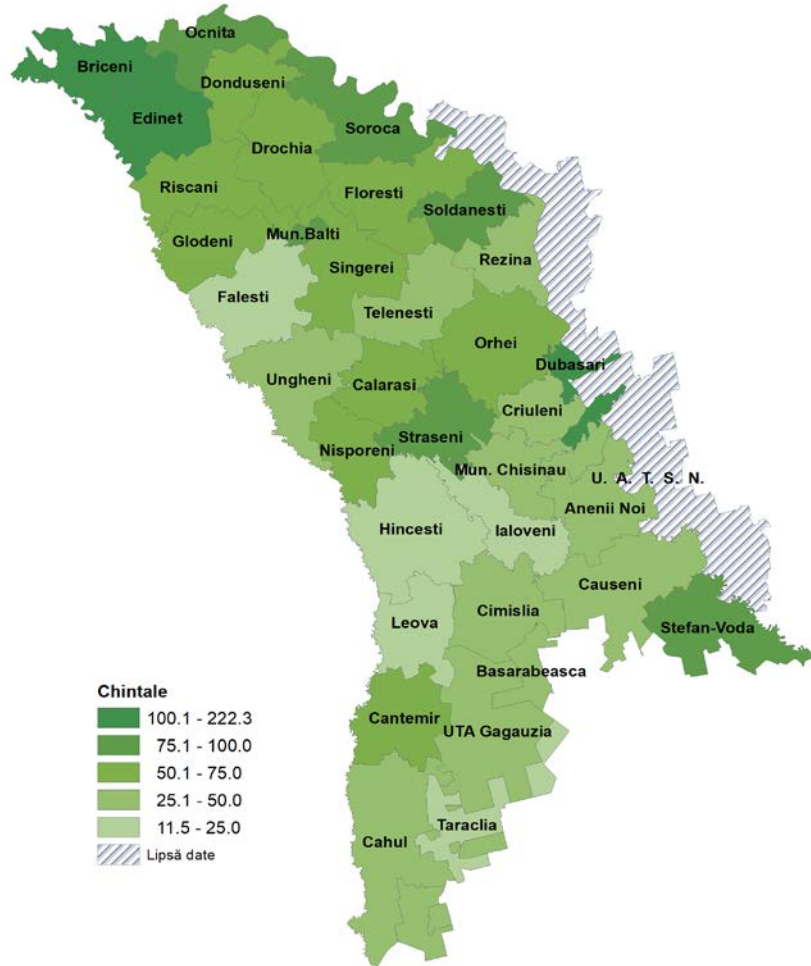 Ocnita
Briceni
Donduseni
Edinet
Soroca
Drochia
Riscani
Floresti
Soldanesti
Glodeni
Mun.Balti
Rezina
Singerei
Falesti
Telenesti
Orhei
Dubasari
Ungheni
Calarasi
Criuleni
Straseni
Nisporeni
Mun. Chisinau
U. A. T. S. N.
Anenii Noi
Hincesti
Ialoveni
Causeni
Cimislia
Leova
Stefan-Voda
Basarabeasca
Cantemir
UTA Gagauzia
Taraclia
Cahul
Chintale
100.1 - 222.3
75.1 - 100.0
50.1 - 75.0
25.1 - 50.0
11.5 - 25.0
Lipsă date